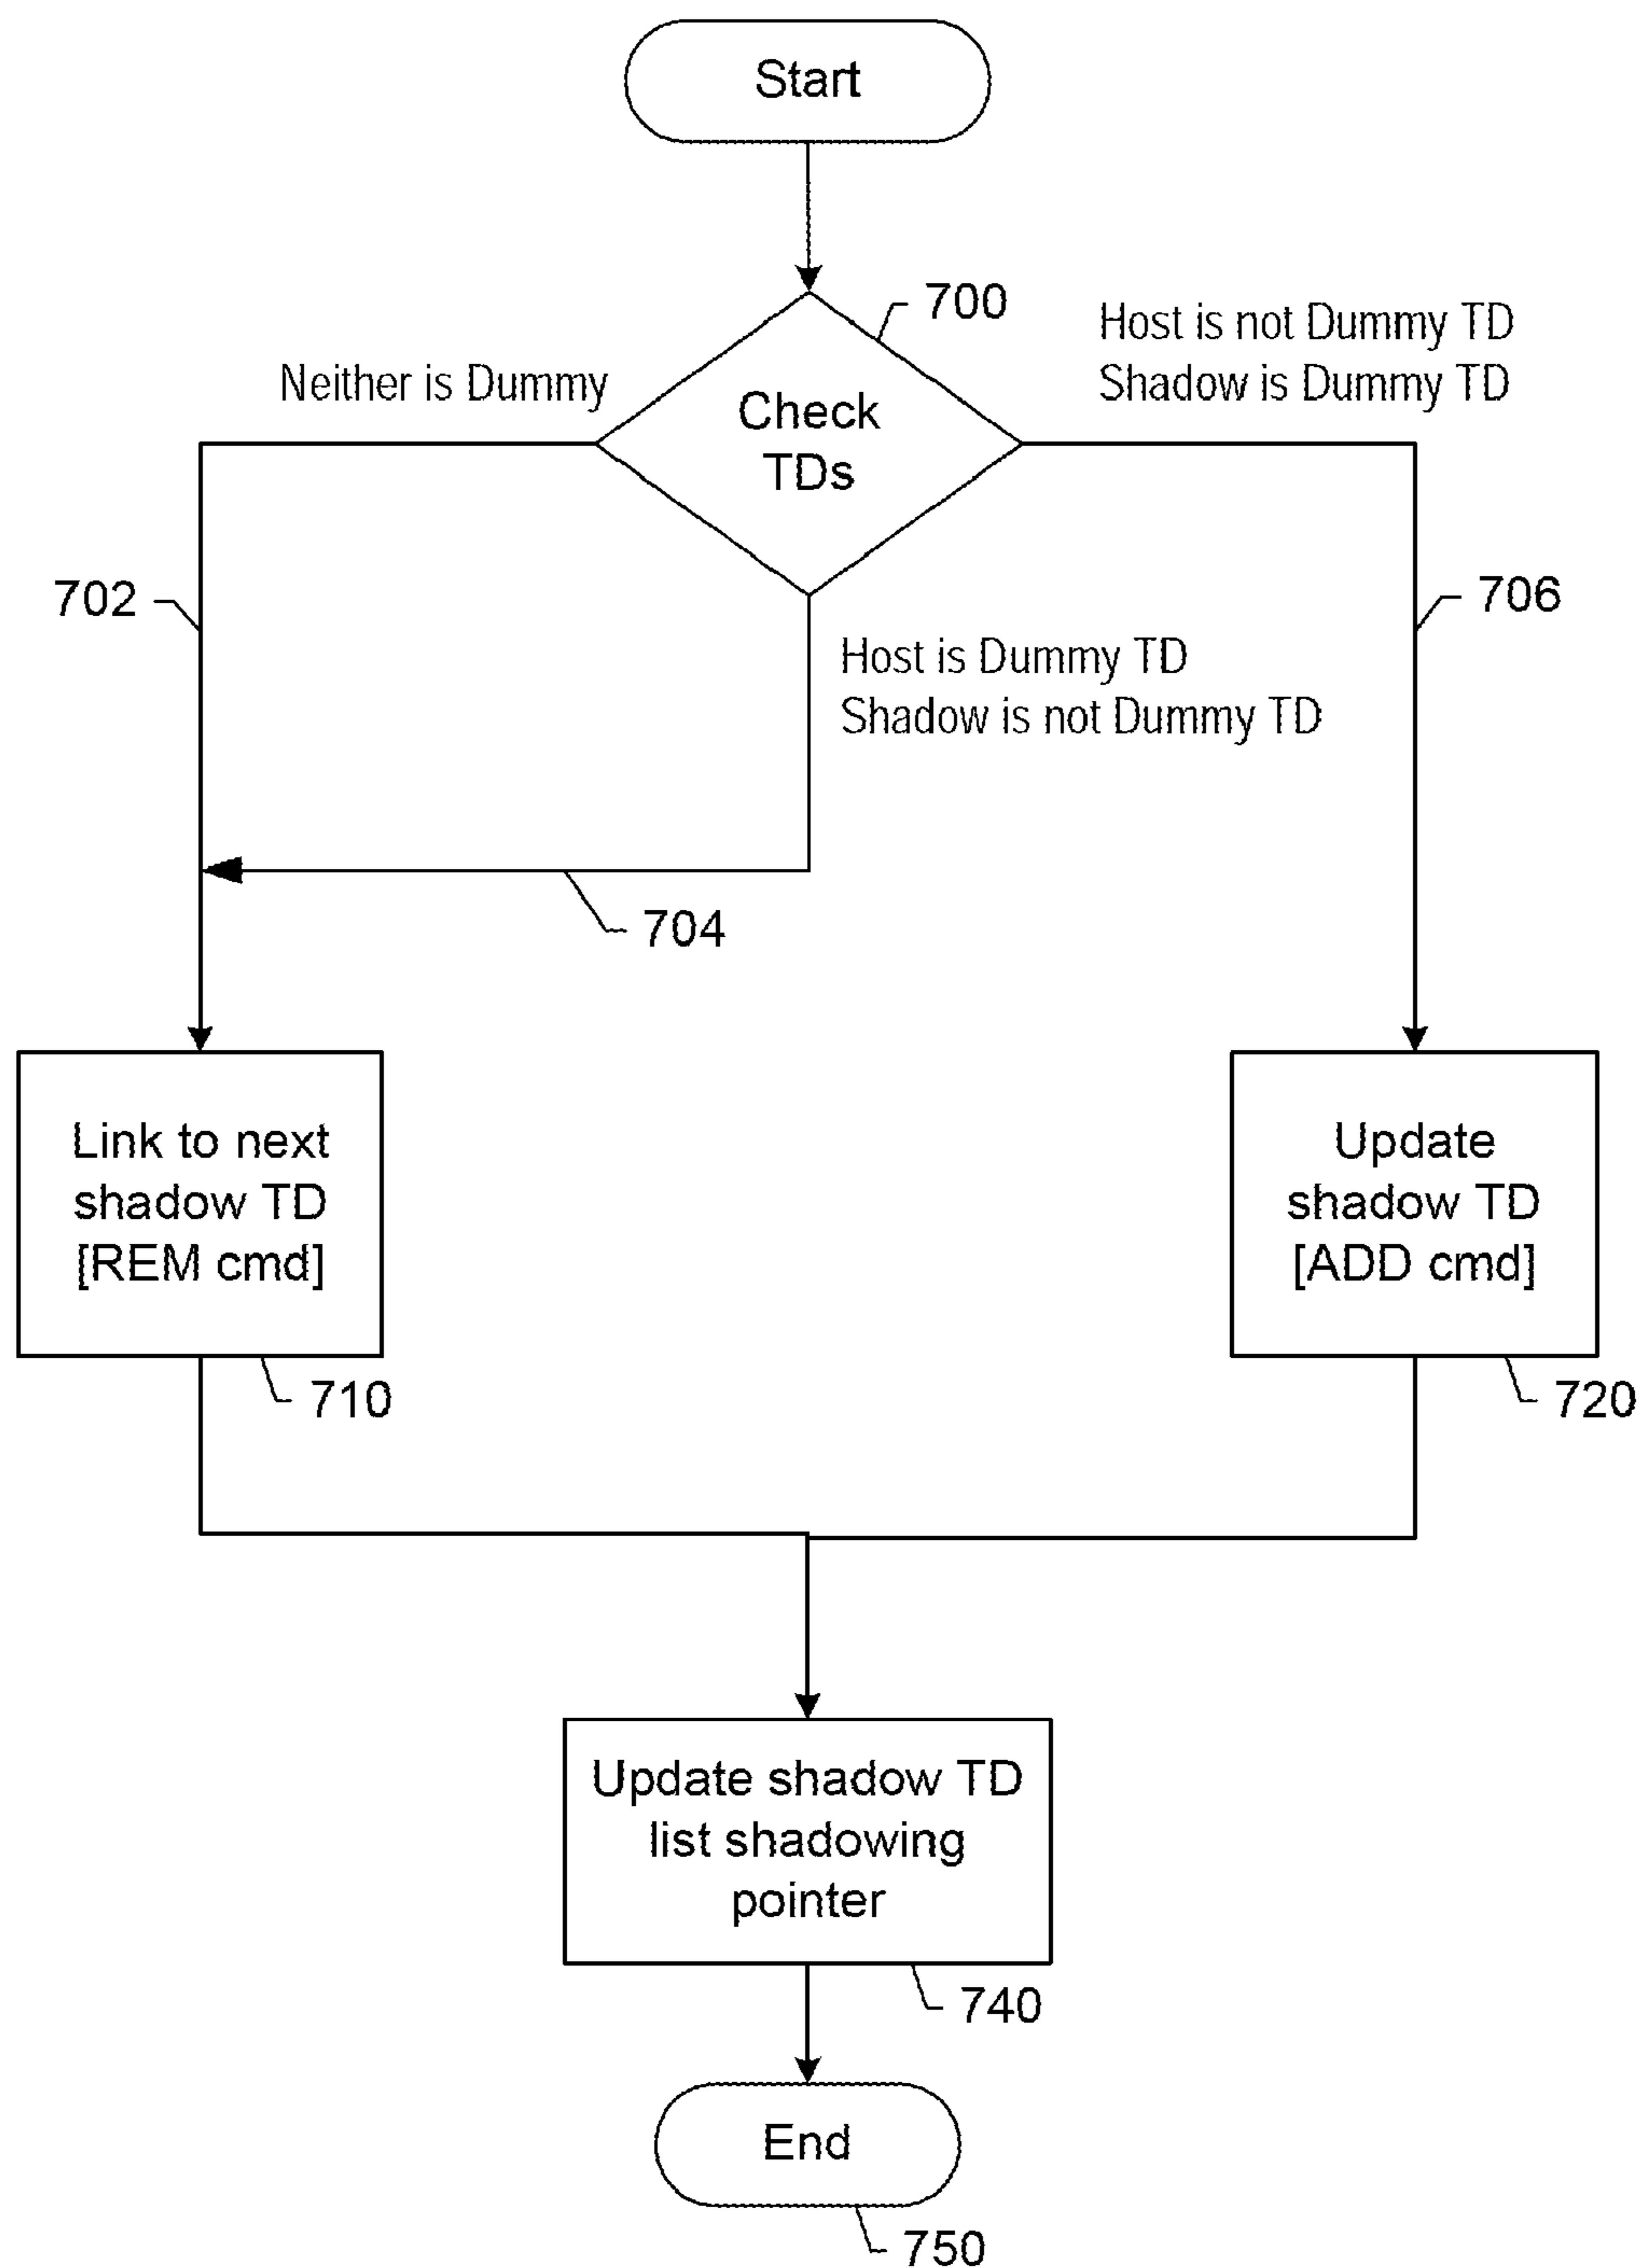 Start
700
Host is not Dummy TD
Shadow is Dummy TD
Neither is Dummy
Check
TDs
702
706
Host is Dummy TD
Shadow is not Dummy TD
704
Link to next
shadow TD
[REM cmd]
710
Update
shadow TD
[ADD cmd]
720
Update shadow TD
list shadowing
pointer
740
End
750